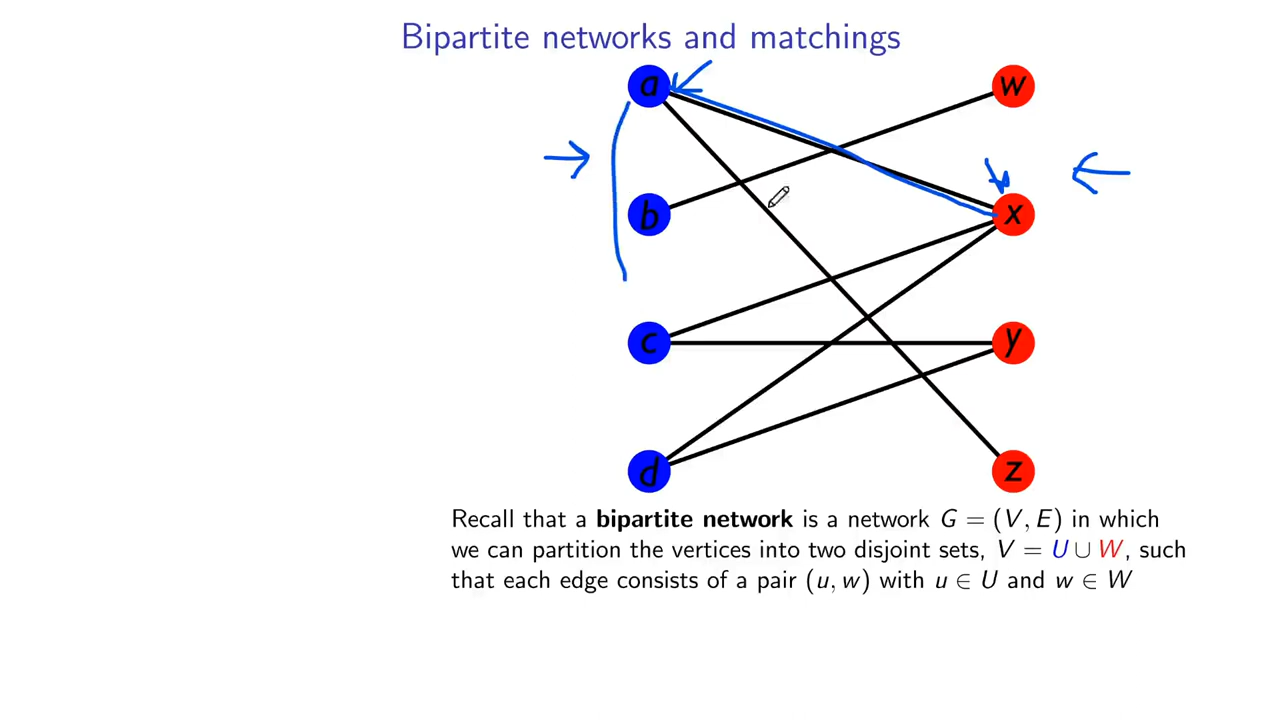 Bipartite networks and matchings
a w
b x
c y
d z
Recall that a bipartite network is a network G = (V, E) in which
we can partition the vertices into two disjoint sets, V = U ∪ W, such
that each edge consists of a pair (u, w) with u ∈ U and w ∈ W